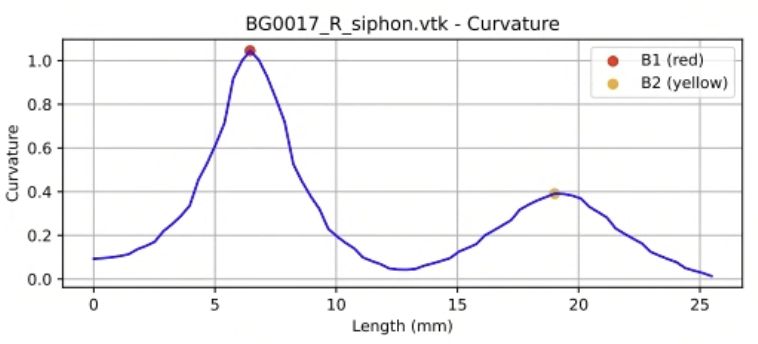 BG0017_R_siphon.vtk - Curvature
B1 (red)
B2 (yellow)
Curvature
1.0
0.8
0.6
0.4
0.2
0.0
0 5 10 15 20 25
Length (mm)